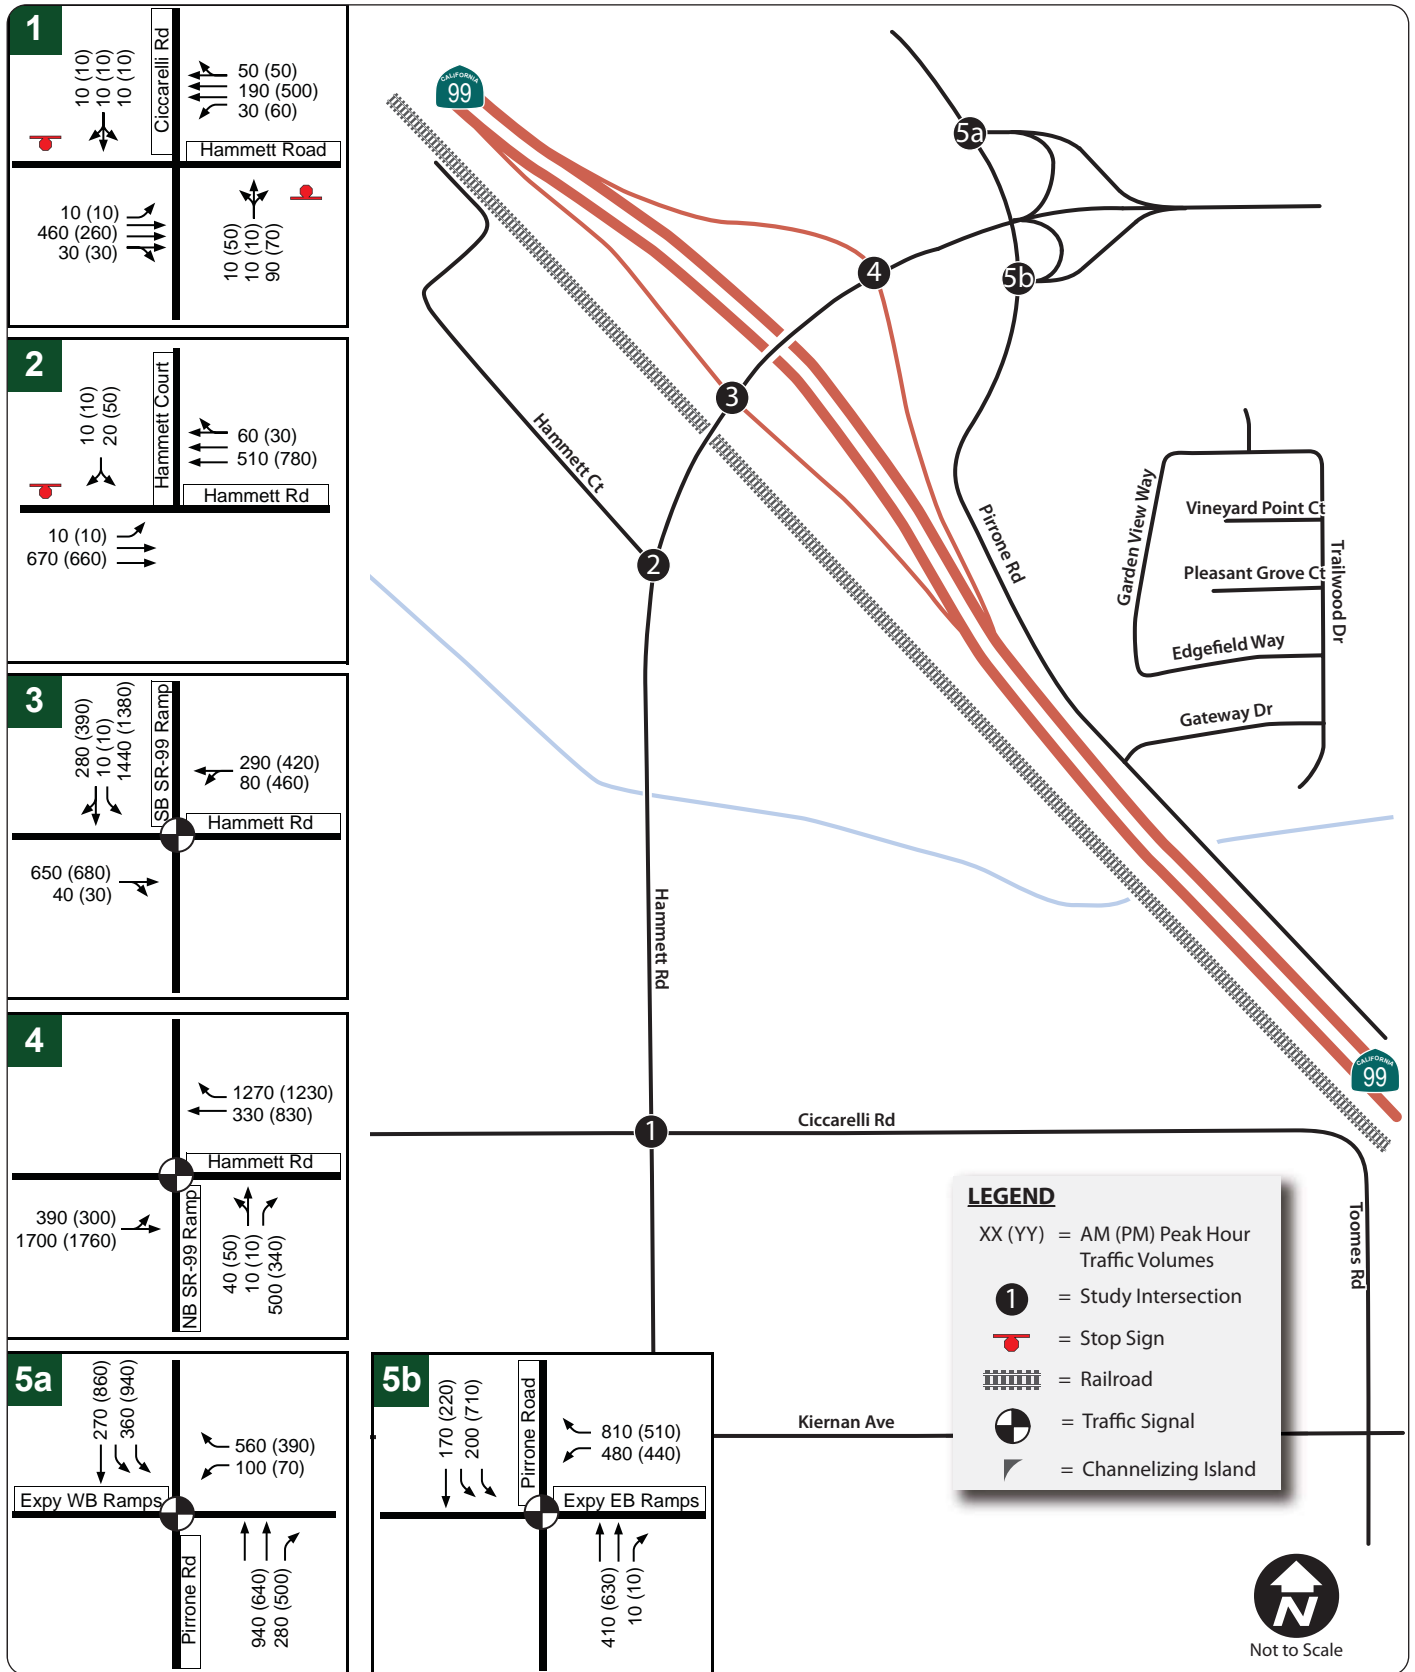 1
10 (10)
10 (10)
10 (10)
Ciccarelli Rd
50 (50)
190 (500)
30 (60)
Hammett Road
10 (10)
460 (260)
30 (30)
10 (50)
10 (10)
90 (70)
2
10 (10)
20 (50)
Hammett Court
60 (30)
510 (780)
Hammett Rd
10 (10)
670 (660)
3
280 (390)
10 (10)
1440 (1380)
SB SR-99 Ramp
290 (420)
80 (460)
Hammett Rd
650 (680)
40 (30)
4
1270 (1230)
330 (830)
Hammett Rd
390 (300)
1700 (1760)
NB SR-99 Ramp
40 (50)
10 (10)
500 (340)
5a
270 (860)
360 (940)
560 (390)
100 (70)
Expy WB Ramps
Pirrone Rd
940 (640)
280 (500)
5b
170 (220)
200 (710)
Pirrone Road
810 (510)
480 (440)
Expy EB Ramps
410 (630)
10 (10)
CALIFORNIA
99
5a
4
5b
3
Hammett Ct
2
Pirrone Rd
Garden View Way
Vineyard Point Ct
Pleasant Grove Ct
Trailwood Dr
Edgefield Way
Gateway Dr
Hammett Rd
CALIFORNIA
99
1
Ciccarelli Rd
Toomes Rd
Kiernan Ave
LEGEND
XX (YY) = AM (PM) Peak Hour
Traffic Volumes
1 = Study Intersection
= Stop Sign
= Railroad
= Traffic Signal
= Channelizing Island
N
Not to Scale